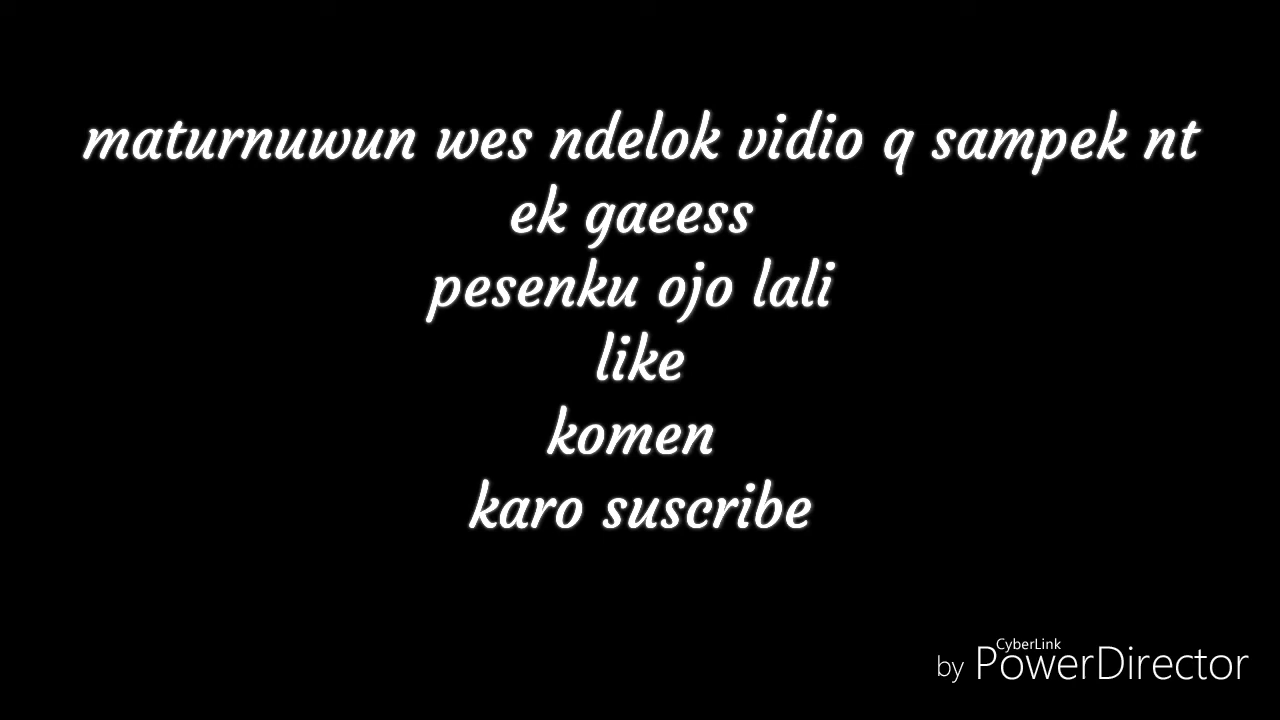 maturnuwun wes ndelok vidio q sampek nt
ek gaeess
pesenku ojo lali
like
komen
karo suscribe
CyberLink
by PowerDirector